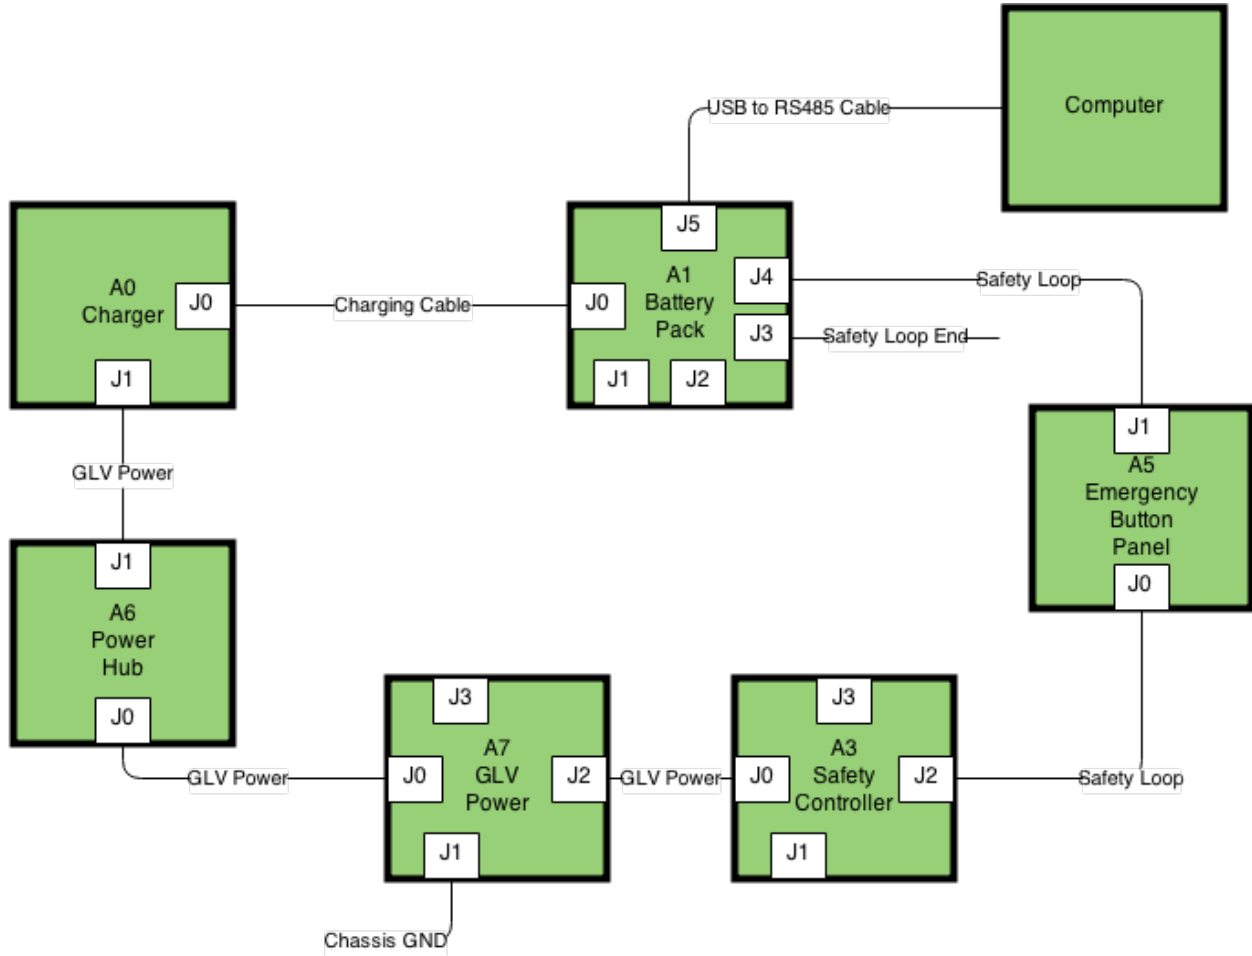 USB to RS485 Cable
Computer
J5
A0
Charger
J0
J1
Charging Cable
J0
A1
Battery
Pack
J4
J3
J1
J2
Safety Loop
Safety Loop End
GLV Power
J1
A5
Emergency
Button
Panel
J0
J1
A6
Power
Hub
J0
GLV Power
J3
J0
A7
GLV
Power
J2
J1
GLV Power
J3
J0
A3
Safety
Controller
J2
J1
Safety Loop
Chassis GND